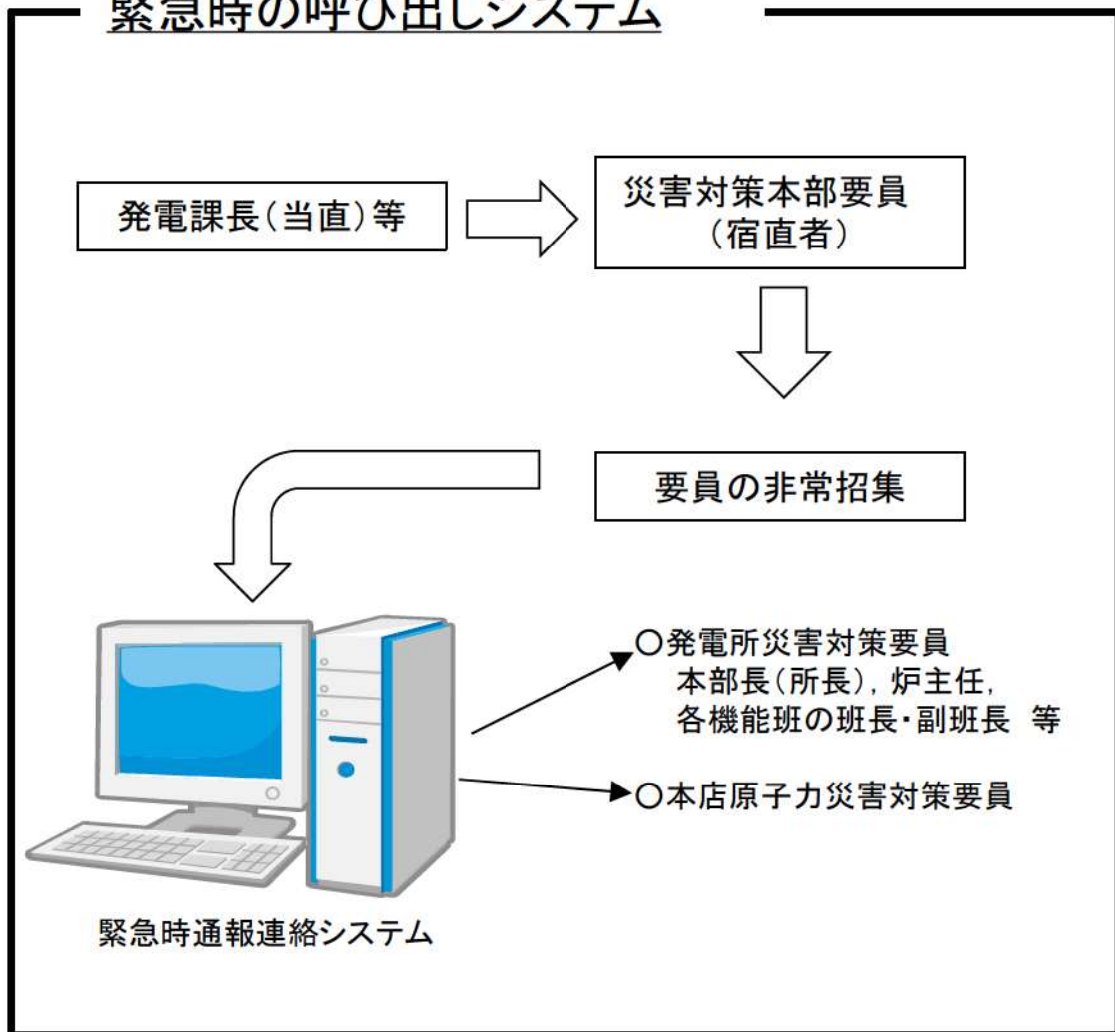 緊急時の呼び出しシステム
発電課長(当直)等
災害対策本部要員
(宿直者)
要員の非常招集
○発電所災害対策要員
本部長(所長),炉主任,
各機能班の班長・副班長 等
○本店原子力災害対策要員
緊急時通報連絡システム